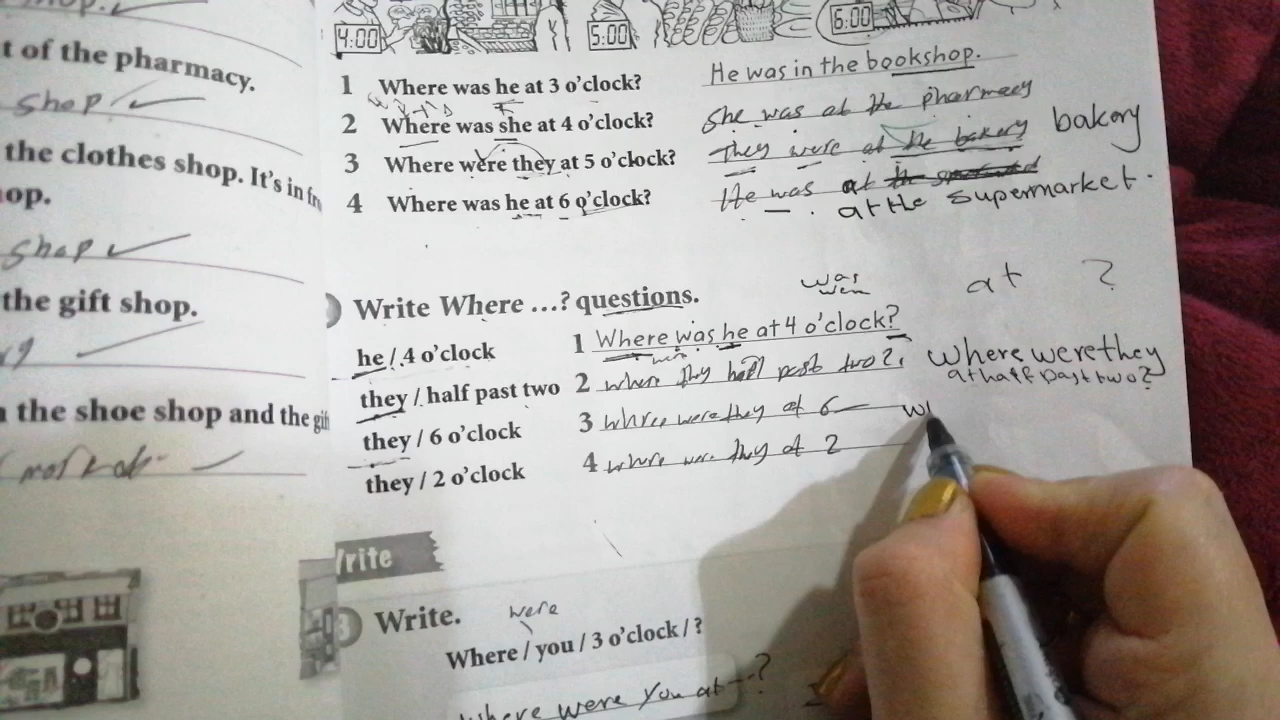 shop.
t of the pharmacy.
shop
the clothes shop. It's in fr
op.
shop
the gift shop.
the shoe shop and the gift
4:00 5:00 6:00
1 Where was he at 3 o'clock? He was in the bookshop.
2 Where was she at 4 o'clock? She was at the pharmacy
3 Where were they at 5 o'clock? They were at the bakery bakery
4 Where was he at 6 o'clock? He was at
at the supermarket.
was at ?
were
Write Where ...? questions.
he / 4 o'clock 1 Where was he at 4 o'clock?
they / half past two 2 where they half past two?
Where were they
at half past two?
they / 6 o'clock 3 where were they at 6 w
they / 2 o'clock 4 where were they at 2
Write
Write.
were
Where / you / 3 o'clock / ?
Where were you at ?